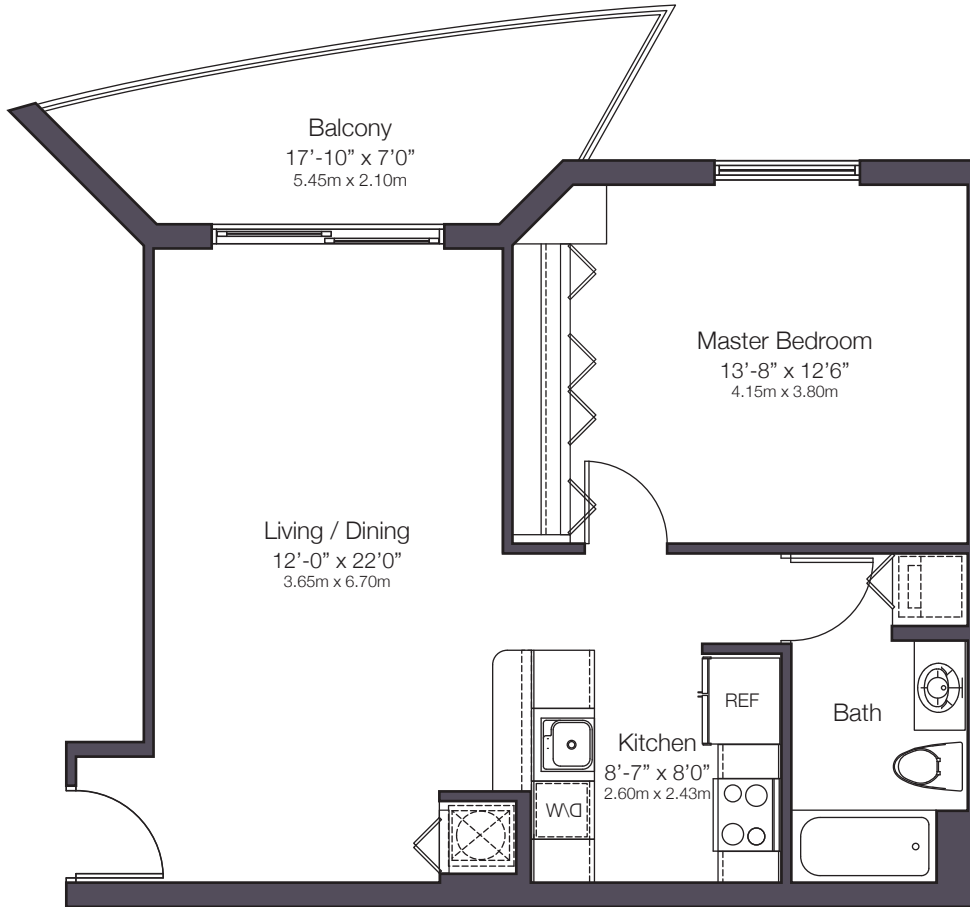 Balcony
17’-10” x 7’0”
5.45m x 2.10m
Master Bedroom
13’-8” x 12’6”
4.15m x 3.80m
Living / Dining
12’-0” x 22’0”
3.65m x 6.70m
REF
Bath
Kitchen
8’-7” x 8’0”
2.60m x 2.43m
D/W